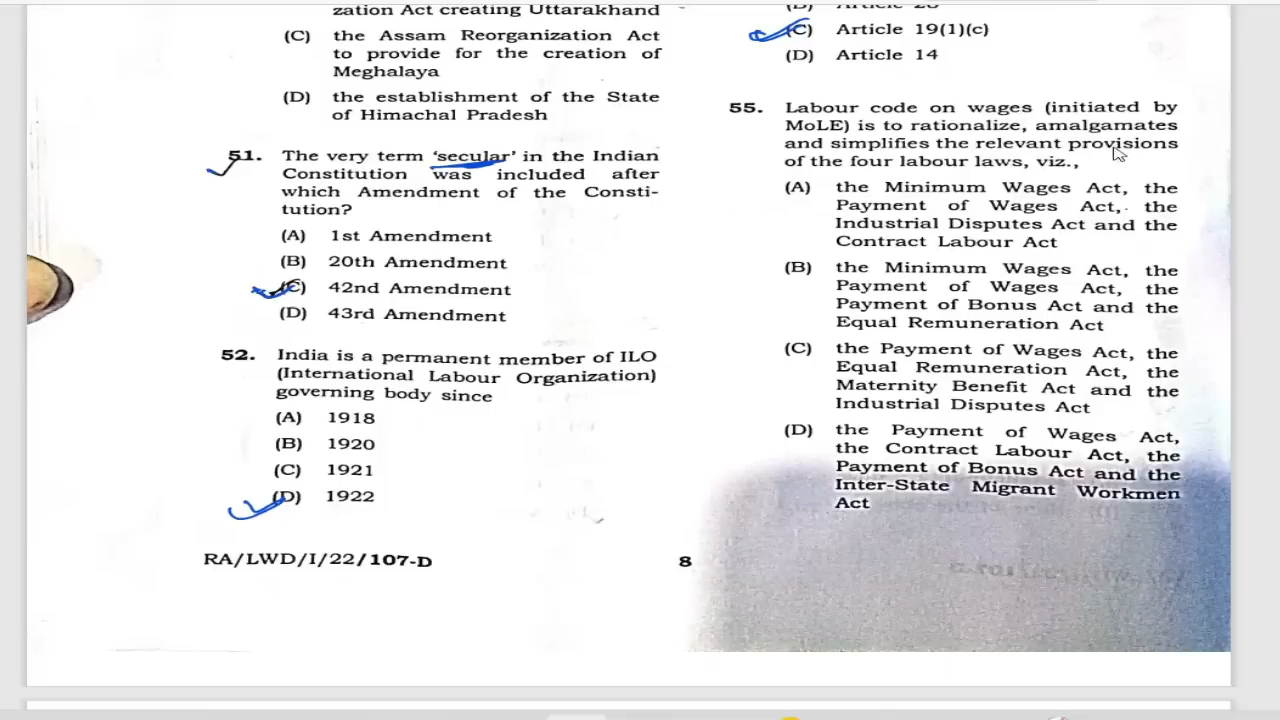 zation Act creating Uttarakhand
(C) the Assam Reorganization Act
to provide for the creation of
Meghalaya
(D) the establishment of the State
of Himachal Pradesh
51. The very term 'secular' in the Indian
Constitution was included after
which Amendment of the Consti-
tution?
(A) 1st Amendment
(B) 20th Amendment
(C) 42nd Amendment
(D) 43rd Amendment
52. India is a permanent member of ILO
(International Labour Organization)
governing body since
(A) 1918
(B) 1920
(C) 1921
(D) 1922
RA/LWD/I/22/107-D
8
(C) Article 19(1)(c)
(D) Article 14
55. Labour code on wages (initiated by
MoLE) is to rationalize, amalgamates
and simplifies the relevant provisions
of the four labour laws, viz.,
(A) the Minimum Wages Act, the
Payment of Wages Act, the
Industrial Disputes Act and the
Contract Labour Act
(B) the Minimum Wages Act, the
Payment of Wages Act, the
Payment of Bonus Act and the
Equal Remuneration Act
(C) the Payment of Wages Act, the
Equal Remuneration Act, the
Maternity Benefit Act and the
Industrial Disputes Act
(D) the Payment of Wages Act,
the Contract Labour Act, the
Payment of Bonus Act and the
Inter-State Migrant Workmen
Act